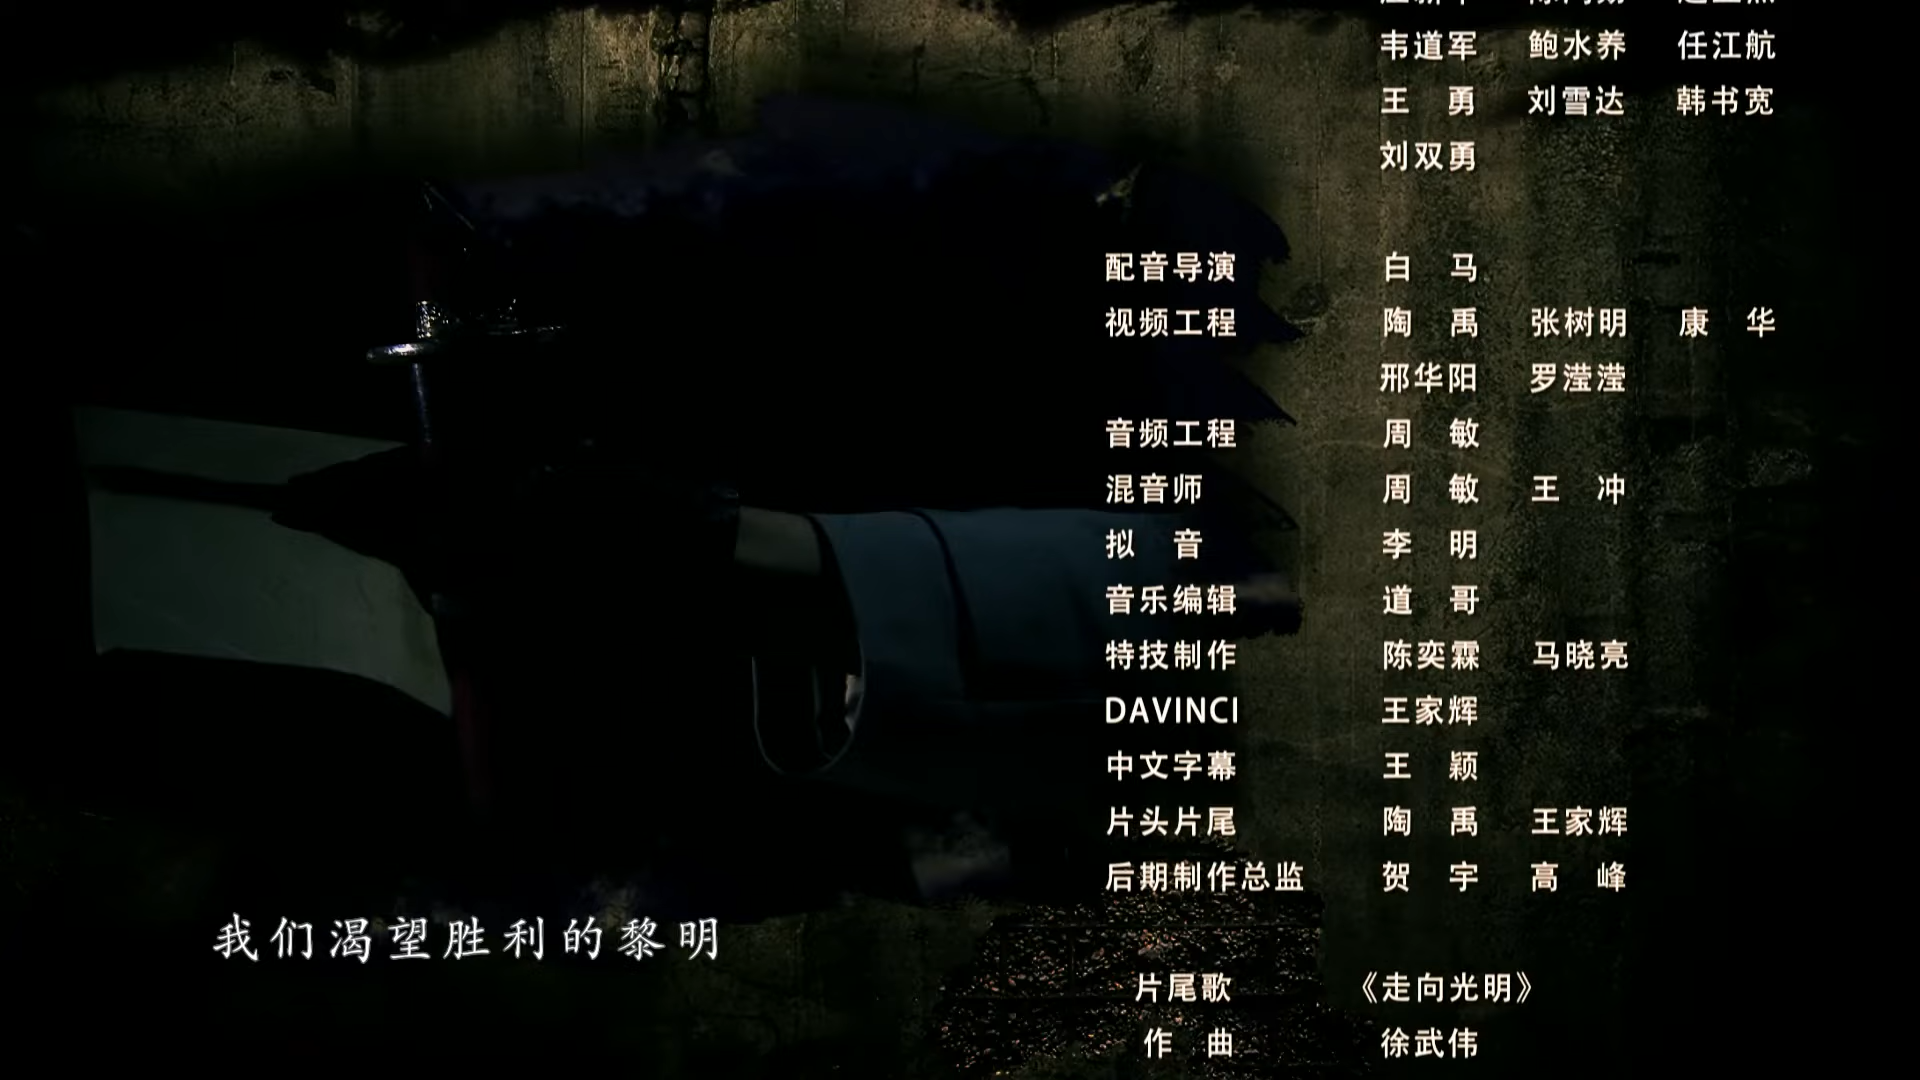 韦道军 鲍水养 任江航
王 勇 刘雪达 韩书宽
刘双勇
配音导演 白 马
视频工程 陶 禹 张树明 康 华
邢华阳 罗滢滢
音频工程 周 敏
混音师 周 敏 王 冲
拟 音 李 明
音乐编辑 道 哥
特技制作 陈奕霖 马晓亮
DAVINCI 王家辉
中文字幕 王 颖
片头片尾 陶 禹 王家辉
后期制作总监 贺 宇 高 峰
我们渴望胜利的黎明
片尾歌 《走向光明》
作 曲 徐武伟